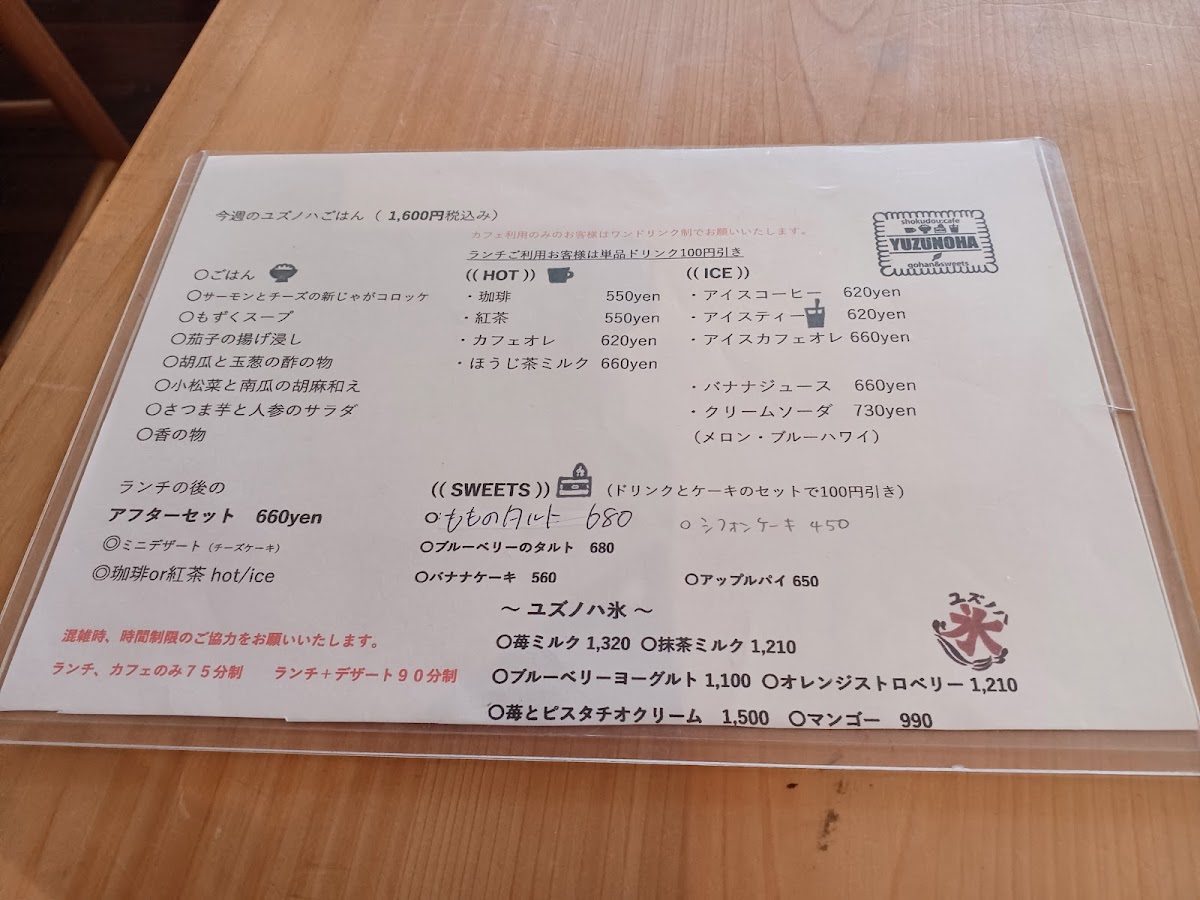 今週のユズノハごはん ( 1,600円税込み)
カフェ利用のみのお客様はワンドリンク制でお願いいたします。
ランチご利用お客様は単品ドリンク100円引き
shokudou:cafe
YUZUNOHA
gohan&sweets
〇ごはん
〇サーモンとチーズの新じゃがコロッケ
〇もずくスープ
〇茄子の揚げ浸し
〇胡瓜と玉葱の酢の物
〇小松菜と南瓜の胡麻和え
〇さつま芋と人参のサラダ
〇香の物
(( HOT ))
・珈琲 550yen
・紅茶 550yen
・カフェオレ 620yen
・ほうじ茶ミルク 660yen
(( ICE ))
・アイスコーヒー 620yen
・アイスティー 620yen
・アイスカフェオレ 660yen
・バナナジュース 660yen
・クリームソーダ 730yen
(メロン・ブルーハワイ)
ランチの後の
アフターセット 660yen
◎ミニデザート (チーズケーキ)
◎珈琲or紅茶 hot/ice
混雑時、時間制限のご協力をお願いいたします。
ランチ、カフェのみ75分制 ランチ+デザート90分制
(( SWEETS )) (ドリンクとケーキのセットで100円引き)
〇もものタルト 680 〇シフォンケーキ 450
〇ブルーベリーのタルト 680
〇バナナケーキ 560 〇アップルパイ 650
～ ユズノハ氷 ～
〇苺ミルク 1,320 〇抹茶ミルク 1,210
〇ブルーベリーヨーグルト 1,100 〇オレンジストロベリー 1,210
〇苺とピスタチオクリーム 1,500 〇マンゴー 990
ユズノハ
氷